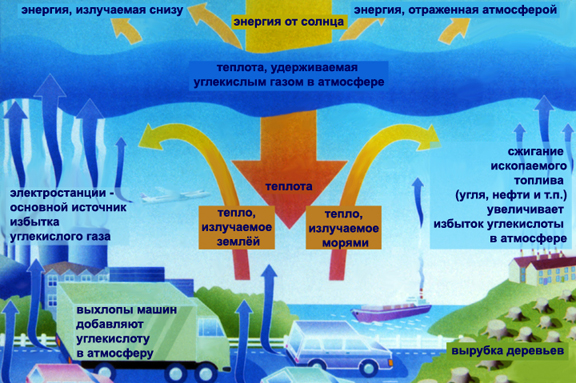 энергия, излучаемая снизу
энергия от солнца
энергия, отраженная атмосферой
теплота, удерживаемая
углекислым газом в атмосфере
сжигание
ископаемого
топлива
(угля, нефти и т.п.)
увеличивает
избыток углекислоты
в атмосфере
теплота
электростанции -
основной источник
избытка
углекислого газа
тепло,
излучаемое
землёй
тепло,
излучаемое
морями
выхлопы машин
добавляют
углекислоту
в атмосферу
вырубка деревьев